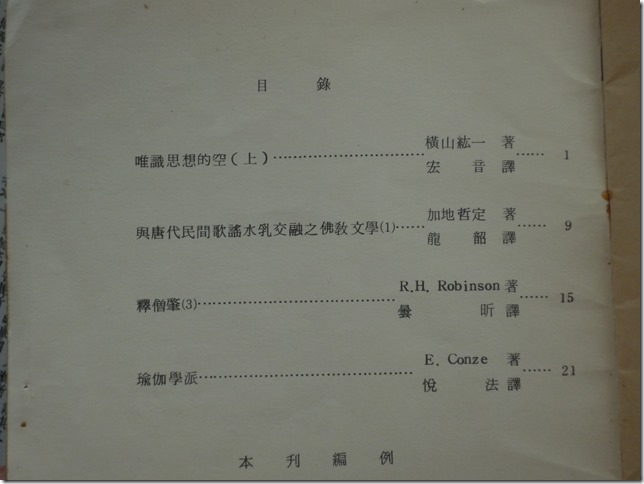 目錄
橫山紘一 著
唯識思想的空(上)……………………………1
宏音譯
加地哲定 著
與唐代民間歌謠水乳交融之佛教文學(1)……9
龍韶譯
R.H. Robinson 著
釋僧肇(3)……………………………………15
曇昕譯
E. Conze 著
瑜伽學派……………………………………21
悅法譯
本刊編例